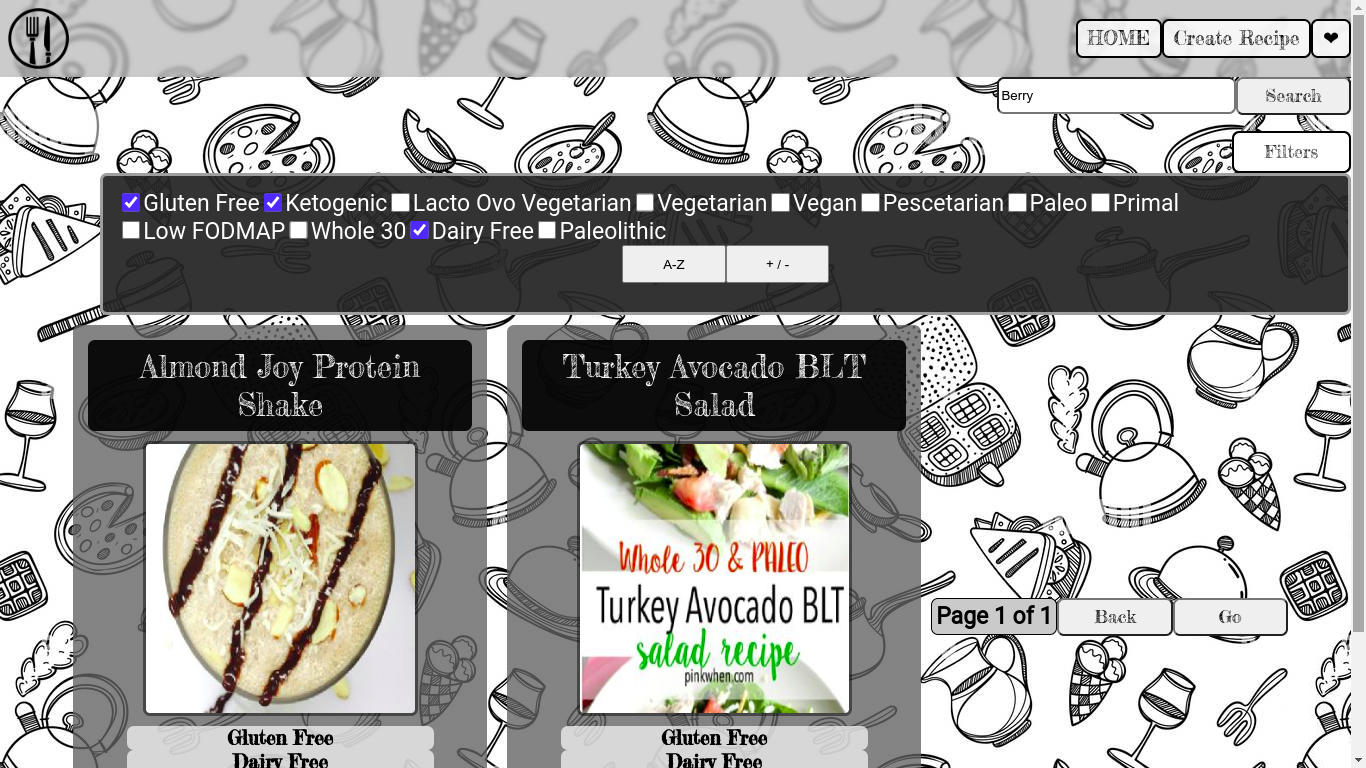 HOME Create Recipe ❤
Berry Search
Filters
Gluten Free Ketogenic Lacto Ovo Vegetarian Vegetarian Vegan Pescetarian Paleo Primal
Low FODMAP Whole 30 Dairy Free Paleolithic
A-Z + / -
Almond Joy Protein
Shake
Turkey Avocado BLT
Salad
Whole 30 & PALEO
Turkey Avocado BLT
salad recipe
pinkwhen.com
Page 1 of 1 Back Go
Gluten Free
Dairy Free
Gluten Free
Dairy Free